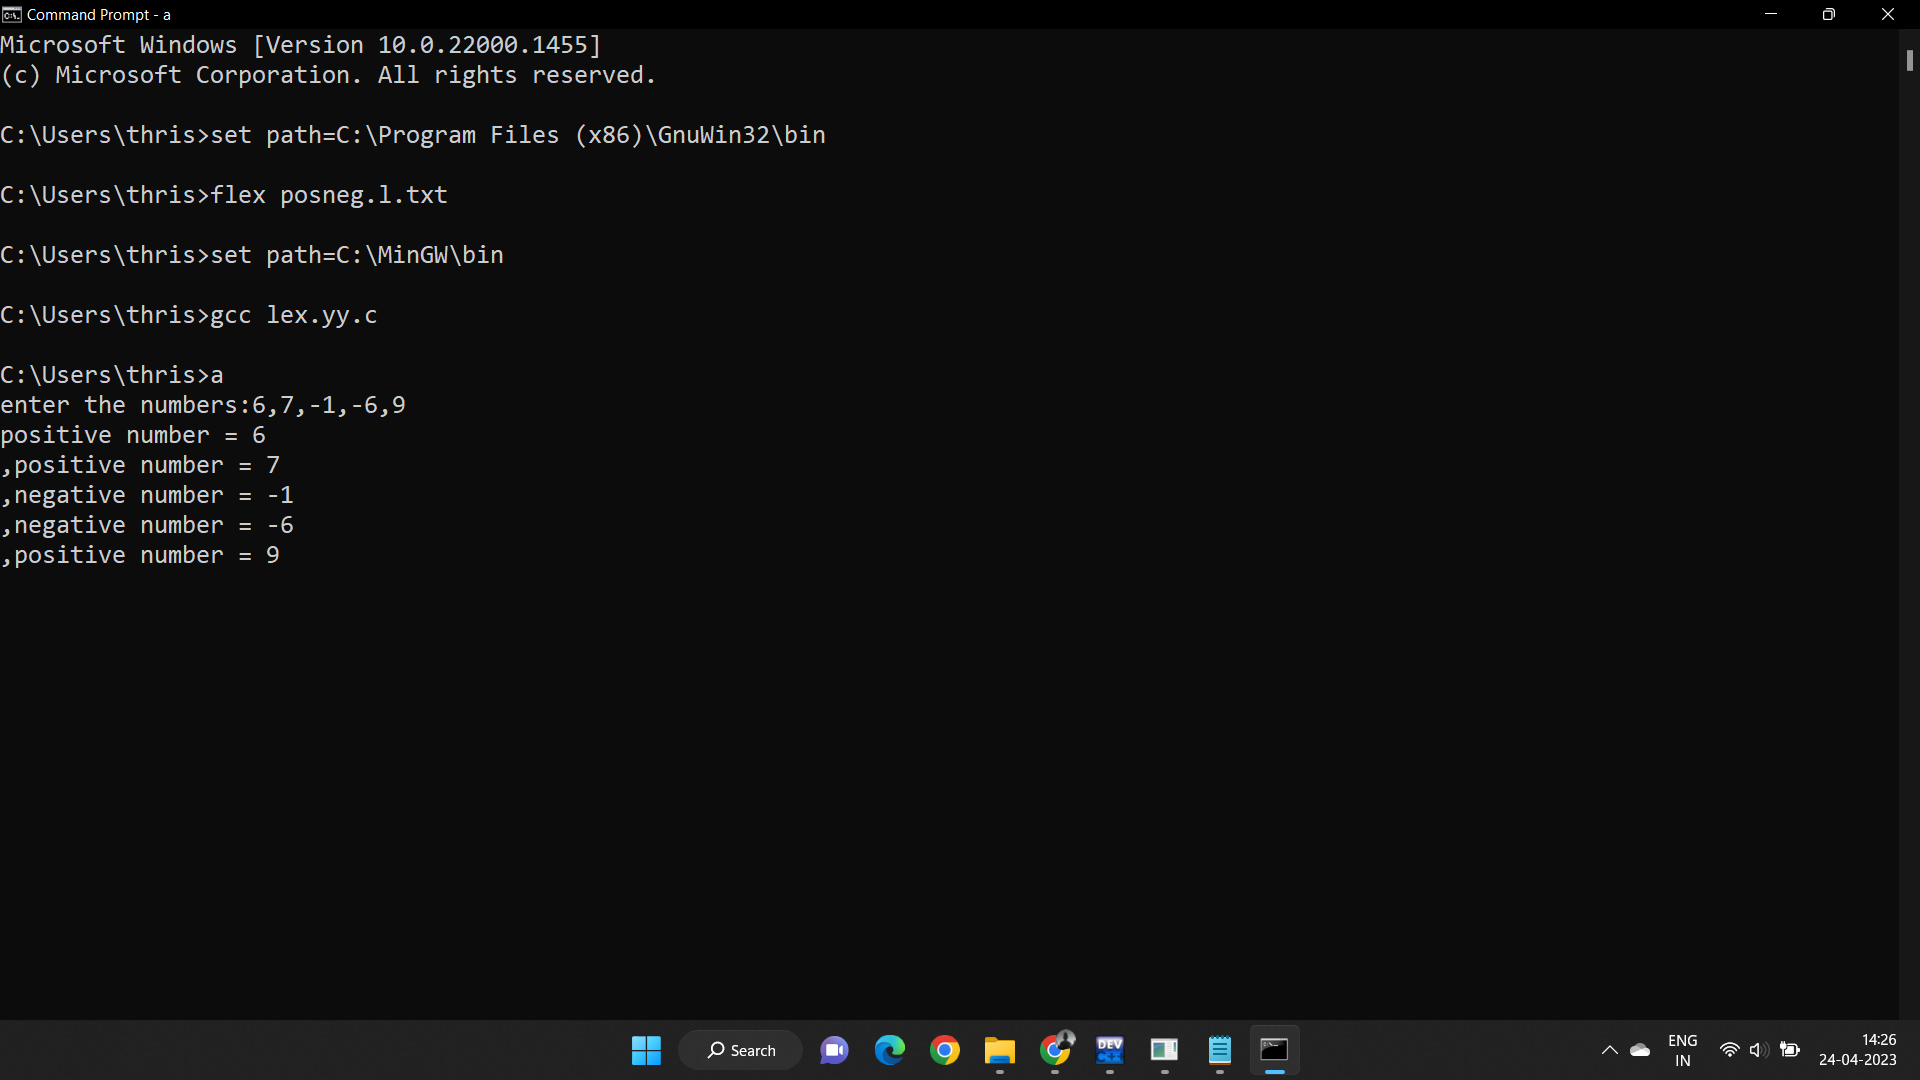 Command Prompt - a
Microsoft Windows [Version 10.0.22000.1455]
(c) Microsoft Corporation. All rights reserved.
C:\Users\thris>set path=C:\Program Files (x86)\GnuWin32\bin
C:\Users\thris>flex posneg.l.txt
C:\Users\thris>set path=C:\MinGW\bin
C:\Users\thris>gcc lex.yy.c
C:\Users\thris>a
enter the numbers:6,7,-1,-6,9
positive number = 6
,positive number = 7
,negative number = -1
,negative number = -6
,positive number = 9
Search
DEV
C++
ENG
IN
14:26
24-04-2023